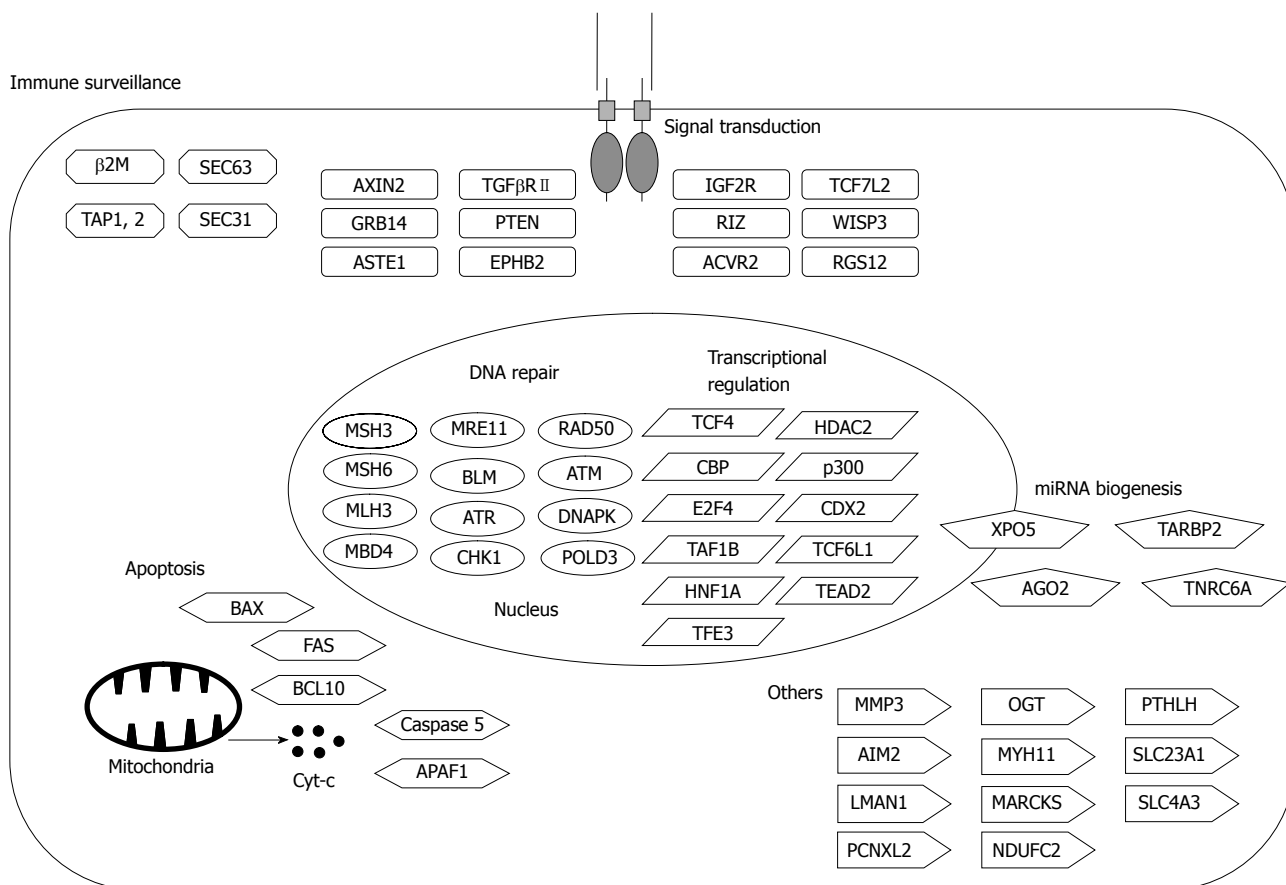 Immune surveillance
Signal transduction
β2M
SEC63
TAP1, 2
SEC31
AXIN2
TGFβRⅡ
GRB14
PTEN
ASTE1
EPHB2
IGF2R
TCF7L2
RIZ
WISP3
ACVR2
RGS12
DNA repair
MSH3
MRE11
RAD50
MSH6
BLM
ATM
MLH3
ATR
DNAPK
MBD4
CHK1
POLD3
Nucleus
Transcriptional
regulation
TCF4
HDAC2
CBP
p300
E2F4
CDX2
TAF1B
TCF6L1
HNF1A
TEAD2
TFE3
miRNA biogenesis
XPO5
TARBP2
AGO2
TNRC6A
Apoptosis
BAX
FAS
BCL10
Caspase 5
APAF1
Mitochondria
Cyt-c
Others
MMP3
OGT
PTHLH
AIM2
MYH11
SLC23A1
LMAN1
MARCKS
SLC4A3
PCNXL2
NDUFC2